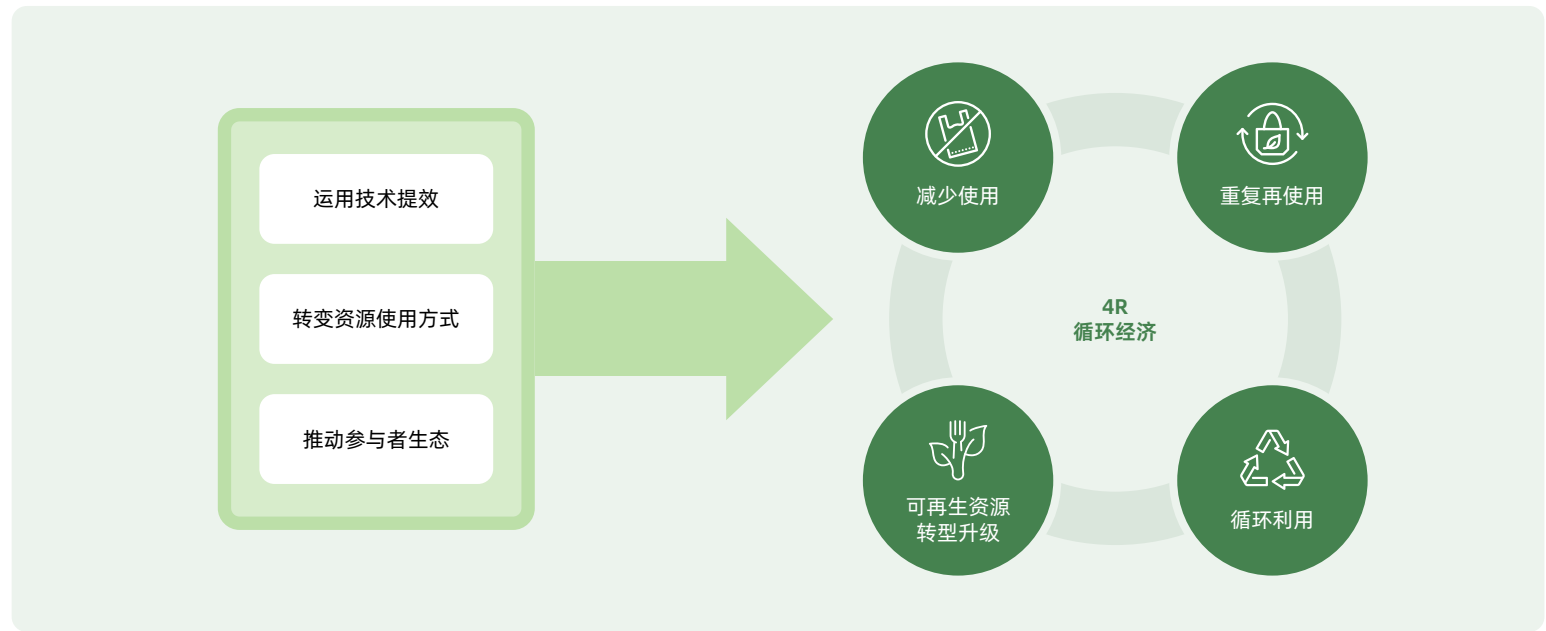 运用技术提效
转变资源使用方式
推动参与者生态
减少使用
重复再使用
4R
循环经济
可再生资源
转型升级
循环利用